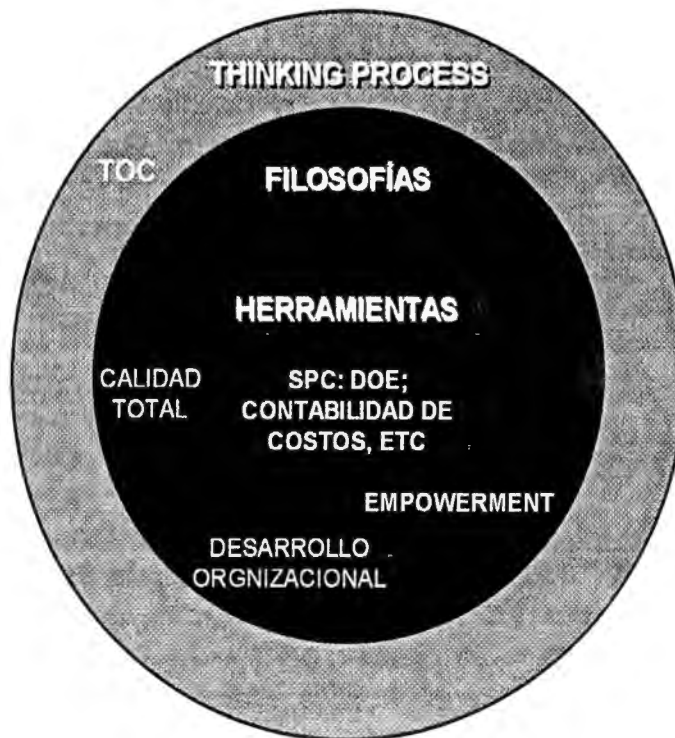 THINKING PROCESS
TOC
FILOSOFÍAS
HERRAMIENTAS
CALIDAD
TOTAL
SPC: DOE;
CONTABILIDAD DE
COSTOS, ETC
EMPOWERMENT
DESARROLLO
ORGNIZACIONAL